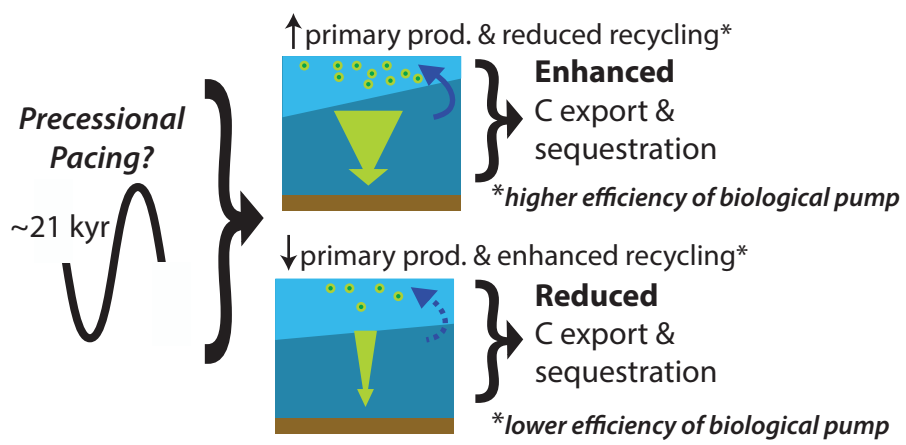 ↑primary prod. & reduced recycling*
Precessional
Pacing?
~21 kyr
Enhanced
C export &
sequestration
*higher efficiency of biological pump
↓primary prod. & enhanced recycling*
Reduced
C export &
sequestration
*lower efficiency of biological pump